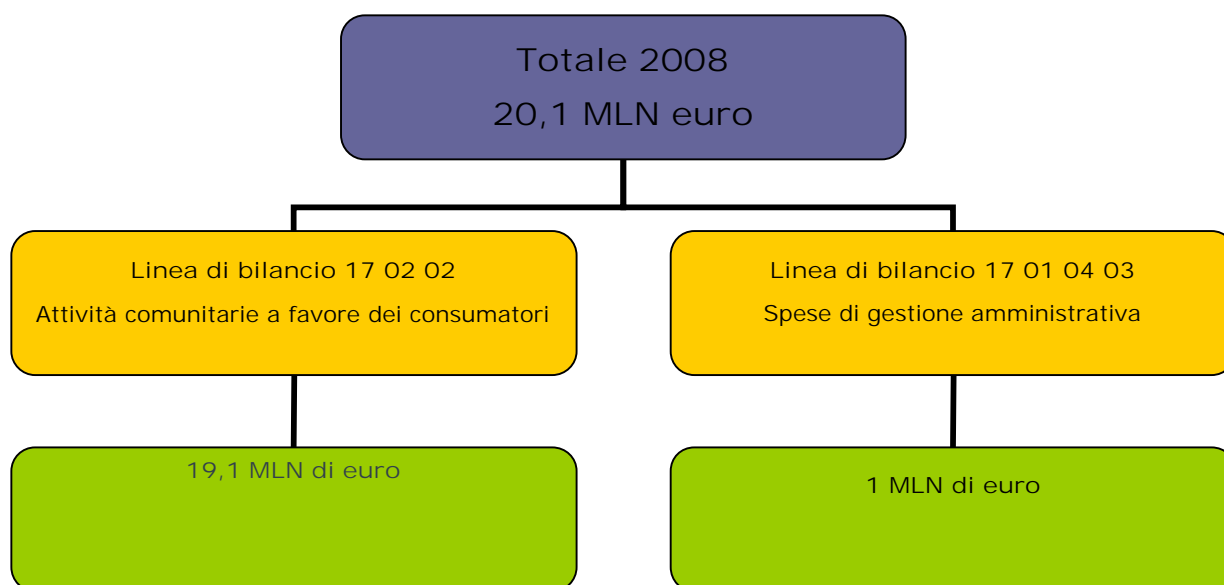 Totale 2008
20,1 MLN euro
Linea di bilancio 17 02 02
Attività comunitarie a favore dei consumatori
Linea di bilancio 17 01 04 03
Spese di gestione amministrativa
19,1 MLN di euro
1 MLN di euro